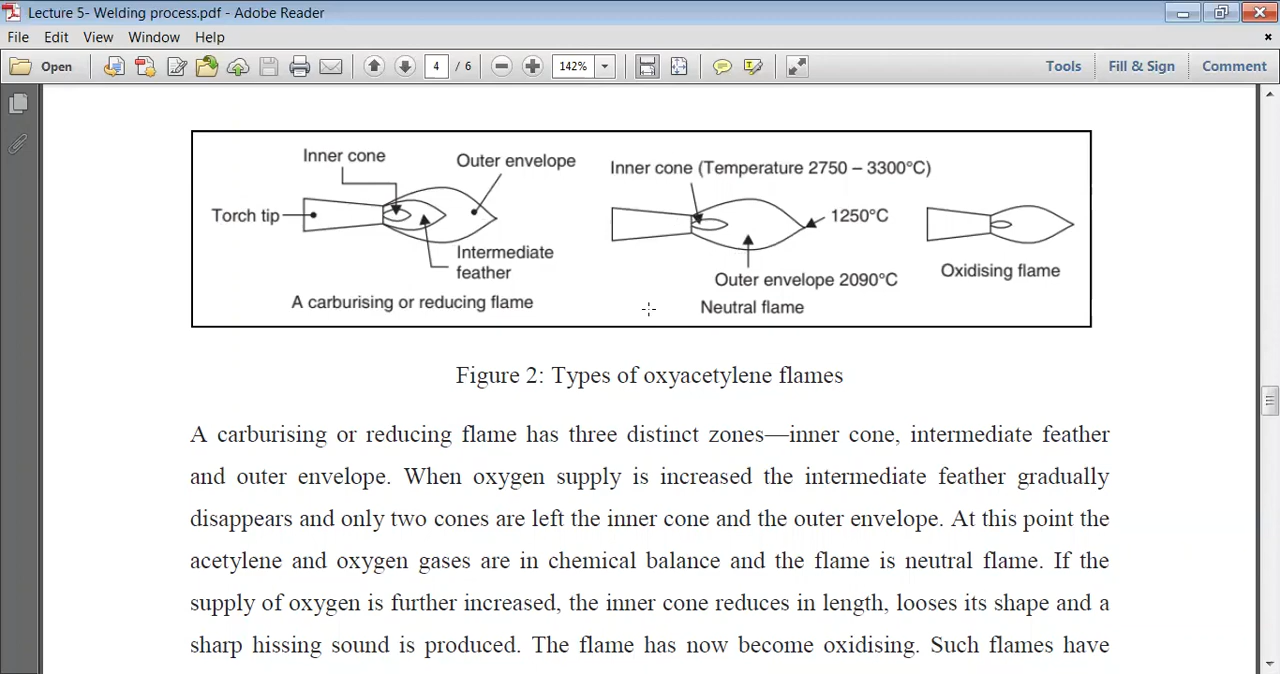 Lecture 5- Welding process.pdf - Adobe Reader
File Edit View Window Help
Open 4 / 6 142% Tools Fill & Sign Comment
Inner cone
Outer envelope
Torch tip
Intermediate
feather
A carburising or reducing flame
Inner cone (Temperature 2750 – 3300°C)
1250°C
Outer envelope 2090°C
Neutral flame
Oxidising flame
Figure 2: Types of oxyacetylene flames
A carburising or reducing flame has three distinct zones—inner cone, intermediate feather
and outer envelope. When oxygen supply is increased the intermediate feather gradually
disappears and only two cones are left the inner cone and the outer envelope. At this point the
acetylene and oxygen gases are in chemical balance and the flame is neutral flame. If the
supply of oxygen is further increased, the inner cone reduces in length, looses its shape and a
sharp hissing sound is produced. The flame has now become oxidising. Such flames have